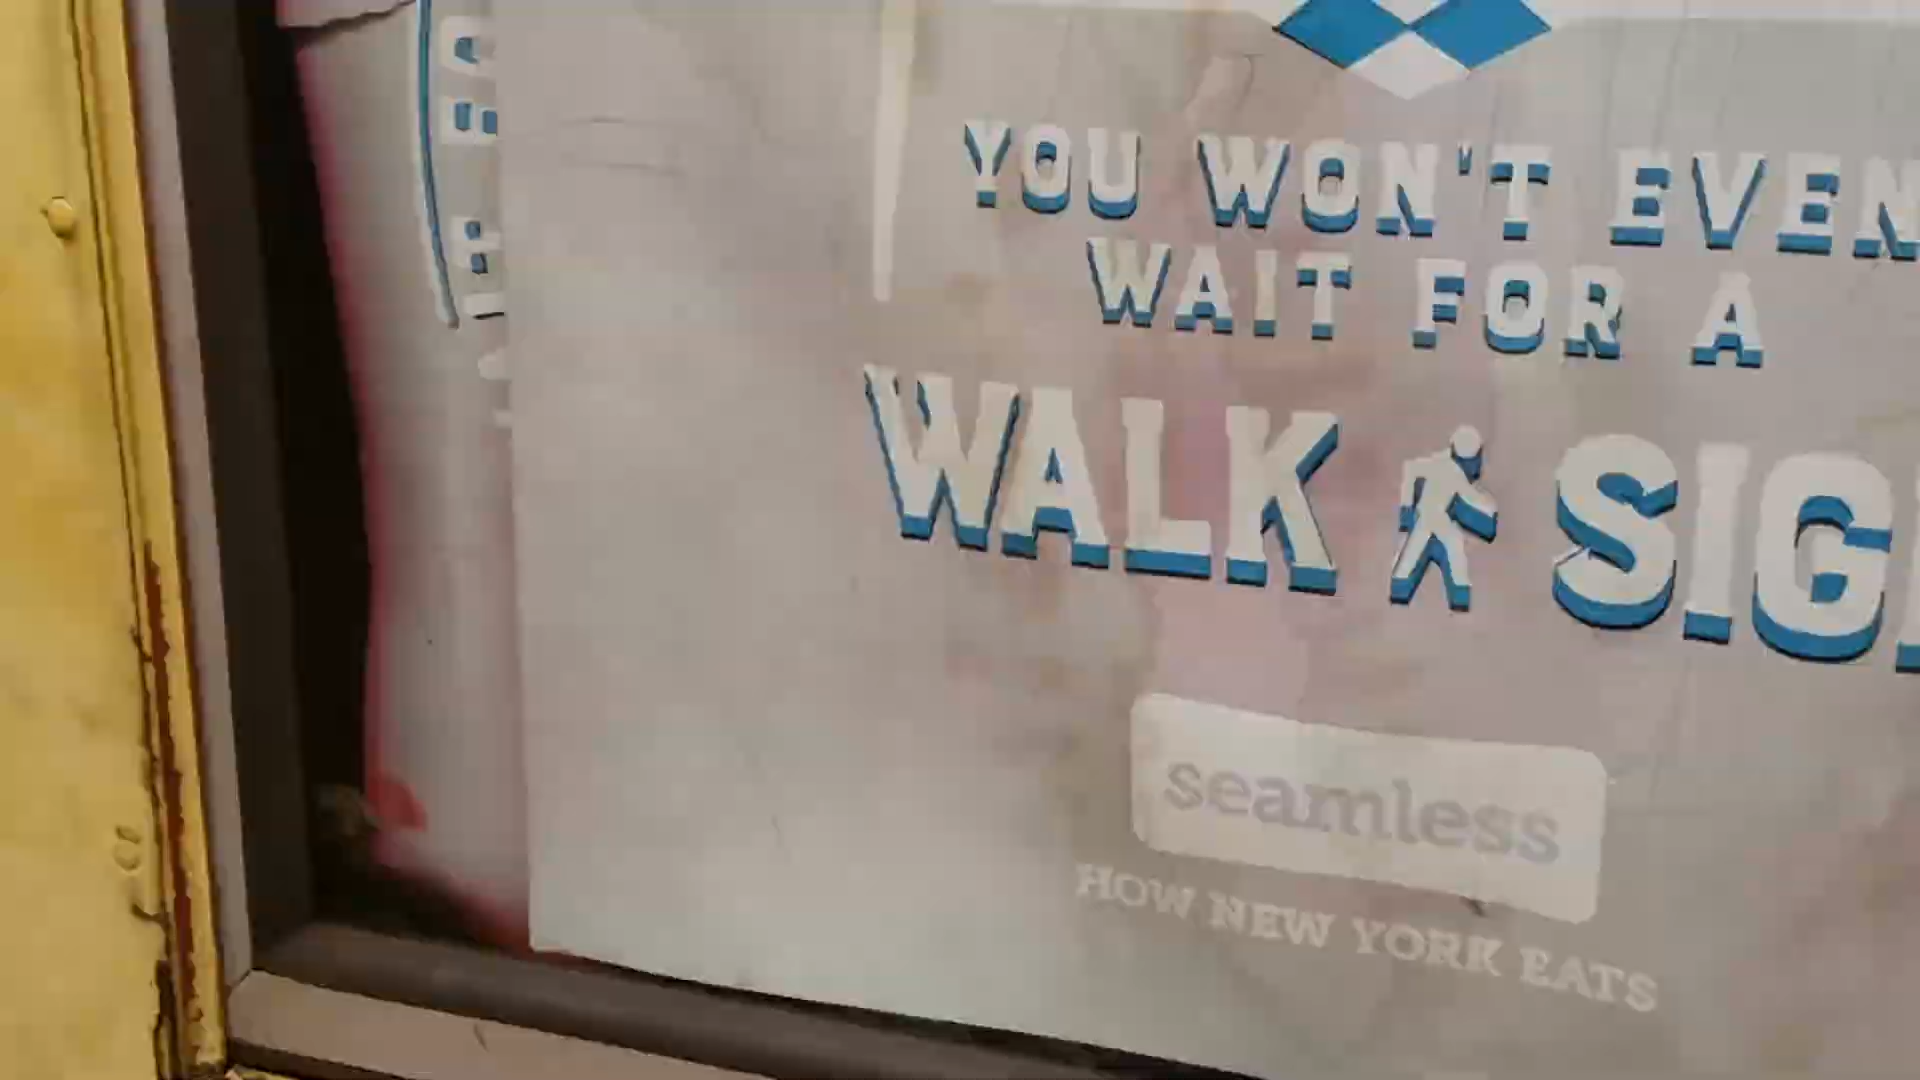 YOU WON'T EVEN
WAIT FOR A
WALK SIG
seamless
HOW NEW YORK EATS